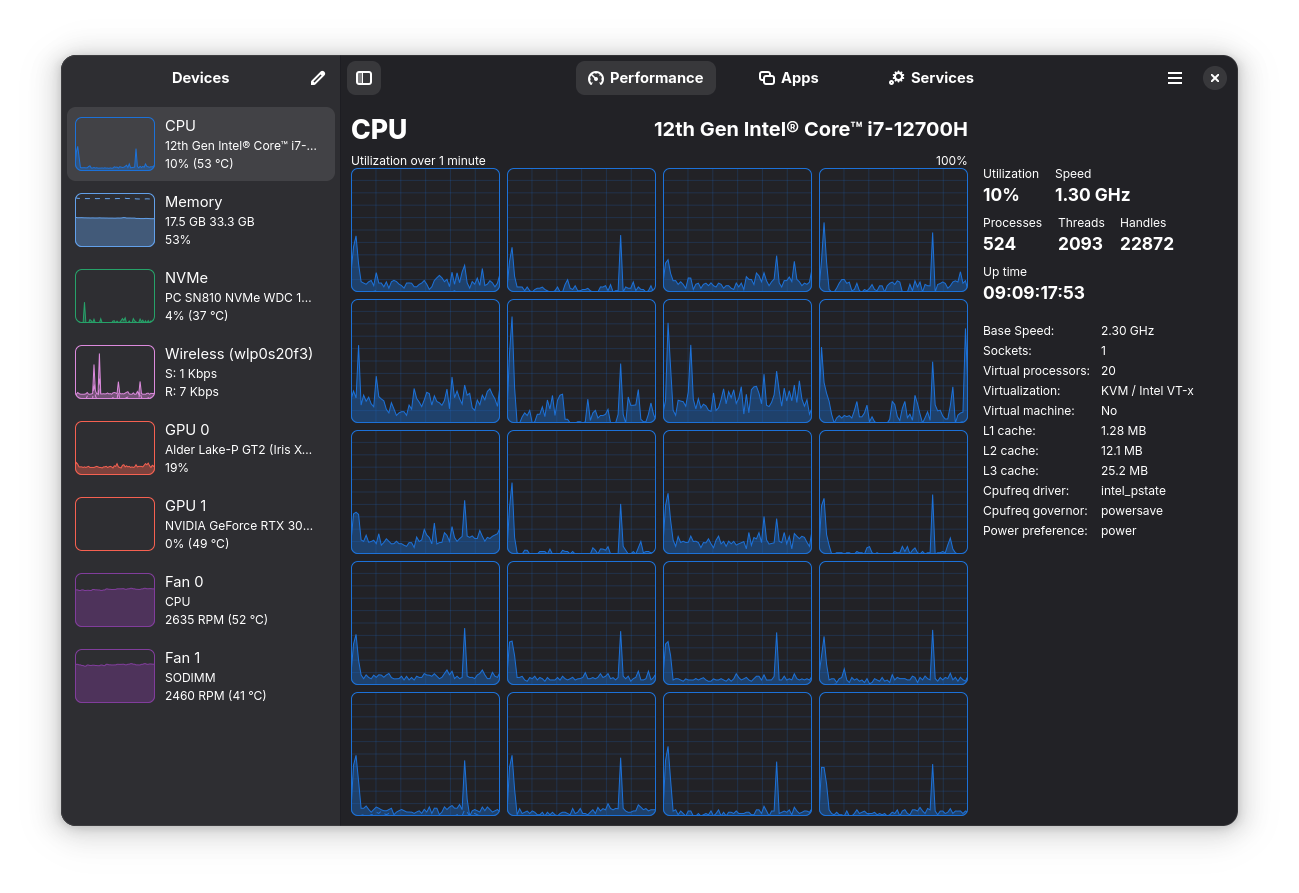 Devices
Performance
Apps
Services
CPU
12th Gen Intel® Core™ i7-...
10% (53 °C)
Memory
17.5 GB 33.3 GB
53%
NVMe
PC SN810 NVMe WDC 1...
4% (37 °C)
Wireless (wlp0s20f3)
S: 1 Kbps
R: 7 Kbps
GPU 0
Alder Lake-P GT2 (Iris X...
19%
GPU 1
NVIDIA GeForce RTX 30...
0% (49 °C)
Fan 0
CPU
2635 RPM (52 °C)
Fan 1
SODIMM
2460 RPM (41 °C)
CPU 12th Gen Intel® Core™ i7-12700H
Utilization over 1 minute 100%
Utilization Speed
10% 1.30 GHz
Processes Threads Handles
524 2093 22872
Up time
09:09:17:53
Base Speed: 2.30 GHz
Sockets: 1
Virtual processors: 20
Virtualization: KVM / Intel VT-x
Virtual machine: No
L1 cache: 1.28 MB
L2 cache: 12.1 MB
L3 cache: 25.2 MB
Cpufreq driver: intel_pstate
Cpufreq governor: powersave
Power preference: power